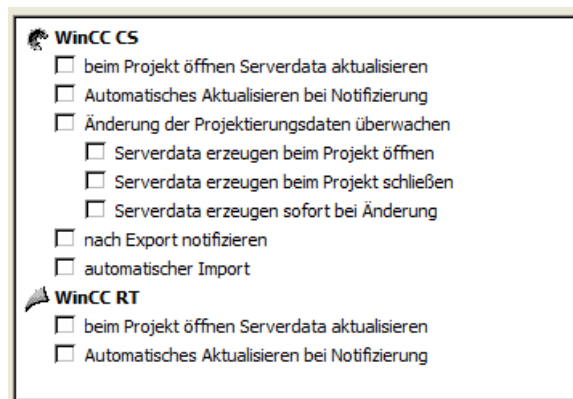 WinCC CS
beim Projekt öffnen Serverdata aktualisieren
Automatisches Aktualisieren bei Notifizierung
Änderung der Projektierungsdaten überwachen
Serverdata erzeugen beim Projekt öffnen
Serverdata erzeugen beim Projekt schließen
Serverdata erzeugen sofort bei Änderung
nach Export notifizieren
automatischer Import
WinCC RT
beim Projekt öffnen Serverdata aktualisieren
Automatisches Aktualisieren bei Notifizierung